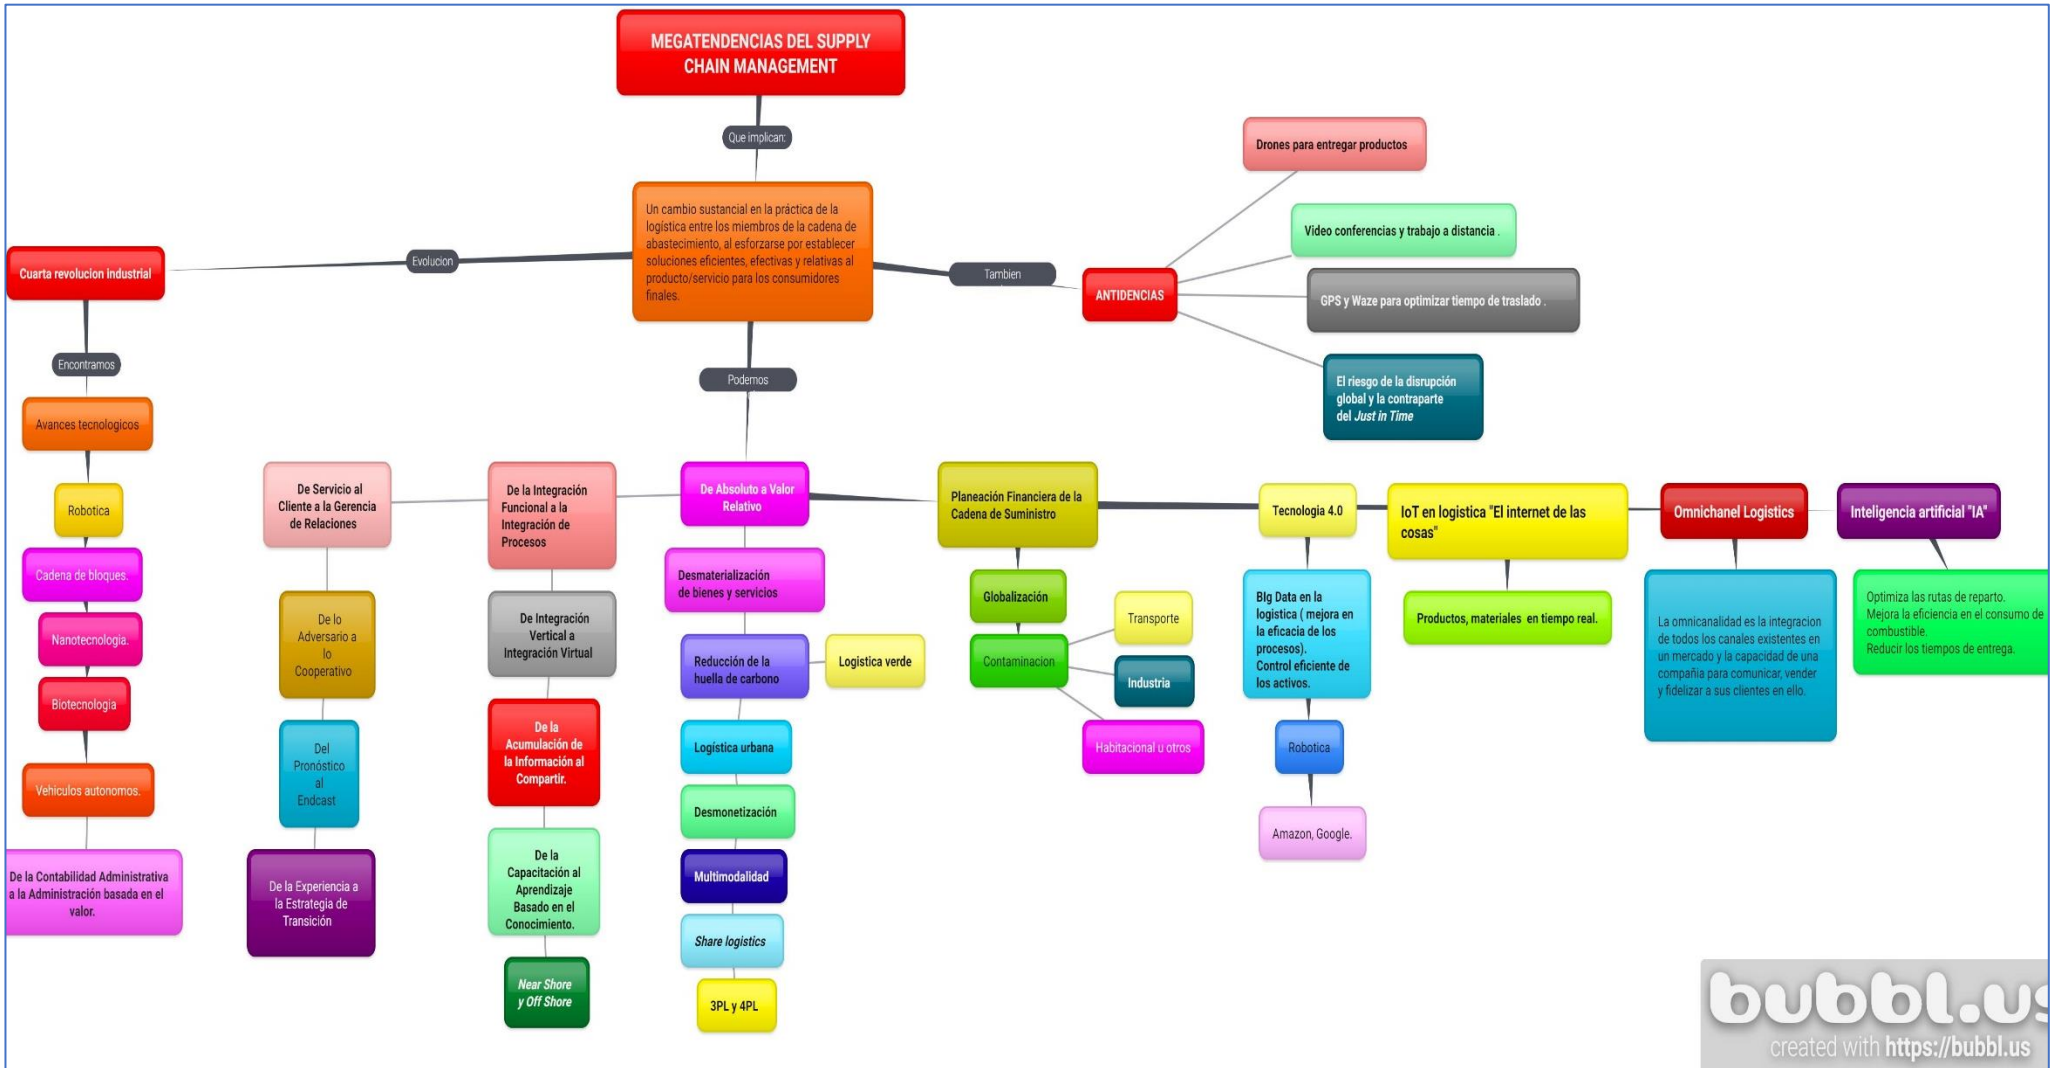 MEGATENDENCIAS DEL SUPPLY
CHAIN MANAGEMENT
Que implican:
Un cambio sustancial en la práctica de la
logística entre los miembros de la cadena de
abastecimiento, al esforzarse por establecer
soluciones eficientes, efectivas y relativas al
producto/servicio para los consumidores
finales.
Evolucion
Cuarta revolucion industrial
Encontramos
Avances tecnologicos
Robotica
Cadena de bloques.
Nanotecnologia.
Biotecnologia
Vehiculos autonomos.
De la Contabilidad Administrativa
a la Administración basada en el
valor.
Tambien
ANTIDENCIAS
Drones para entregar productos
Video conferencias y trabajo a distancia .
GPS y Waze para optimizar tiempo de traslado .
El riesgo de la disrupción
global y la contraparte
del Just in Time
Podemos
De Servicio al
Cliente a la Gerencia
de Relaciones
De lo
Adversario a
lo
Cooperativo
Del
Pronóstico
al
Endcast
De la Experiencia a
la Estrategia de
Transición
De la Integración
Funcional a la
Integración de
Procesos
De Integración
Vertical a
Integración Virtual
De la
Acumulación de
la Información al
Compartir.
De la
Capacitación al
Aprendizaje
Basado en el
Conocimiento.
Near Shore
y Off Shore
De Absoluto a Valor
Relativo
Desmaterialización
de bienes y servicios
Reducción de la
huella de carbono
Logistica verde
Logística urbana
Desmonetización
Multimodalidad
Share logistics
3PL y 4PL
Planeación Financiera de la
Cadena de Suministro
Globalización
Contaminacion
Transporte
Industria
Habitacional u otros
Tecnologia 4.0
BIg Data en la
logistica ( mejora en
la eficacia de los
procesos).
Control eficiente de
los activos.
Robotica
Amazon, Google.
IoT en logistica "El internet de las
cosas"
Productos, materiales en tiempo real.
Omnichanel Logistics
La omnicanalidad es la integracion
de todos los canales existentes en
un mercado y la capacidad de una
compañia para comunicar, vender
y fidelizar a sus clientes en ello.
Inteligencia artificial "IA"
Optimiza las rutas de reparto.
Mejora la eficiencia en el consumo de
combustible.
Reducir los tiempos de entrega.
bubbl.us
created with https://bubbl.us